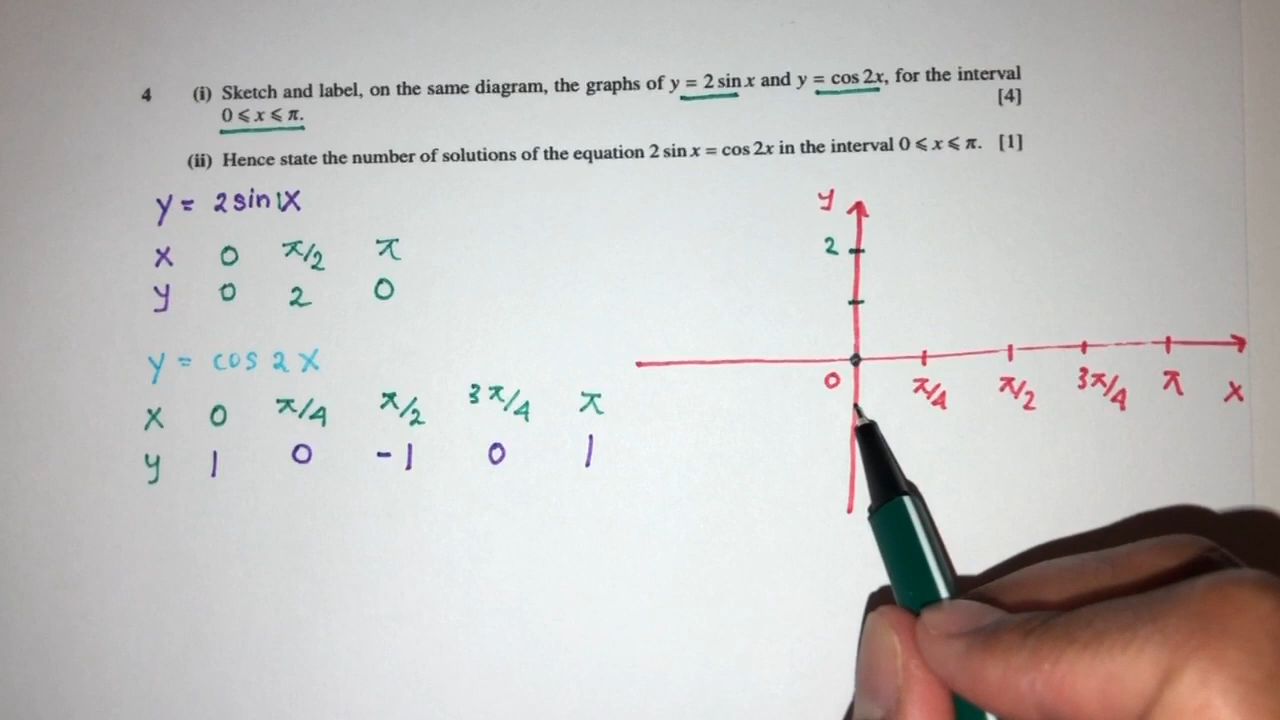 4 (i) Sketch and label, on the same diagram, the graphs of y = 2 sin x and y = cos 2x, for the interval
0 ⩽ x ⩽ π. [4]
(ii) Hence state the number of solutions of the equation 2 sin x = cos 2x in the interval 0 ⩽ x ⩽ π. [1]
y = 2 sin 1x
x 0 π/2 π
y 0 2 0
y = cos 2x
x 0 π/4 π/2 3π/4 π
y 1 0 -1 0 1
y
2
0 π/4 π/2 3π/4 π x